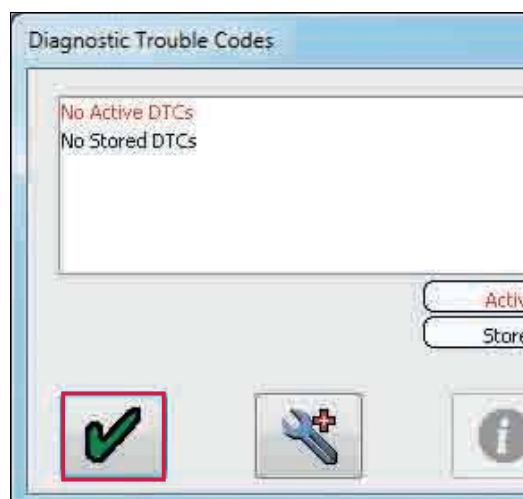 Diagnostic Trouble Codes
No Active DTCs
No Stored DTCs
Activ
Store